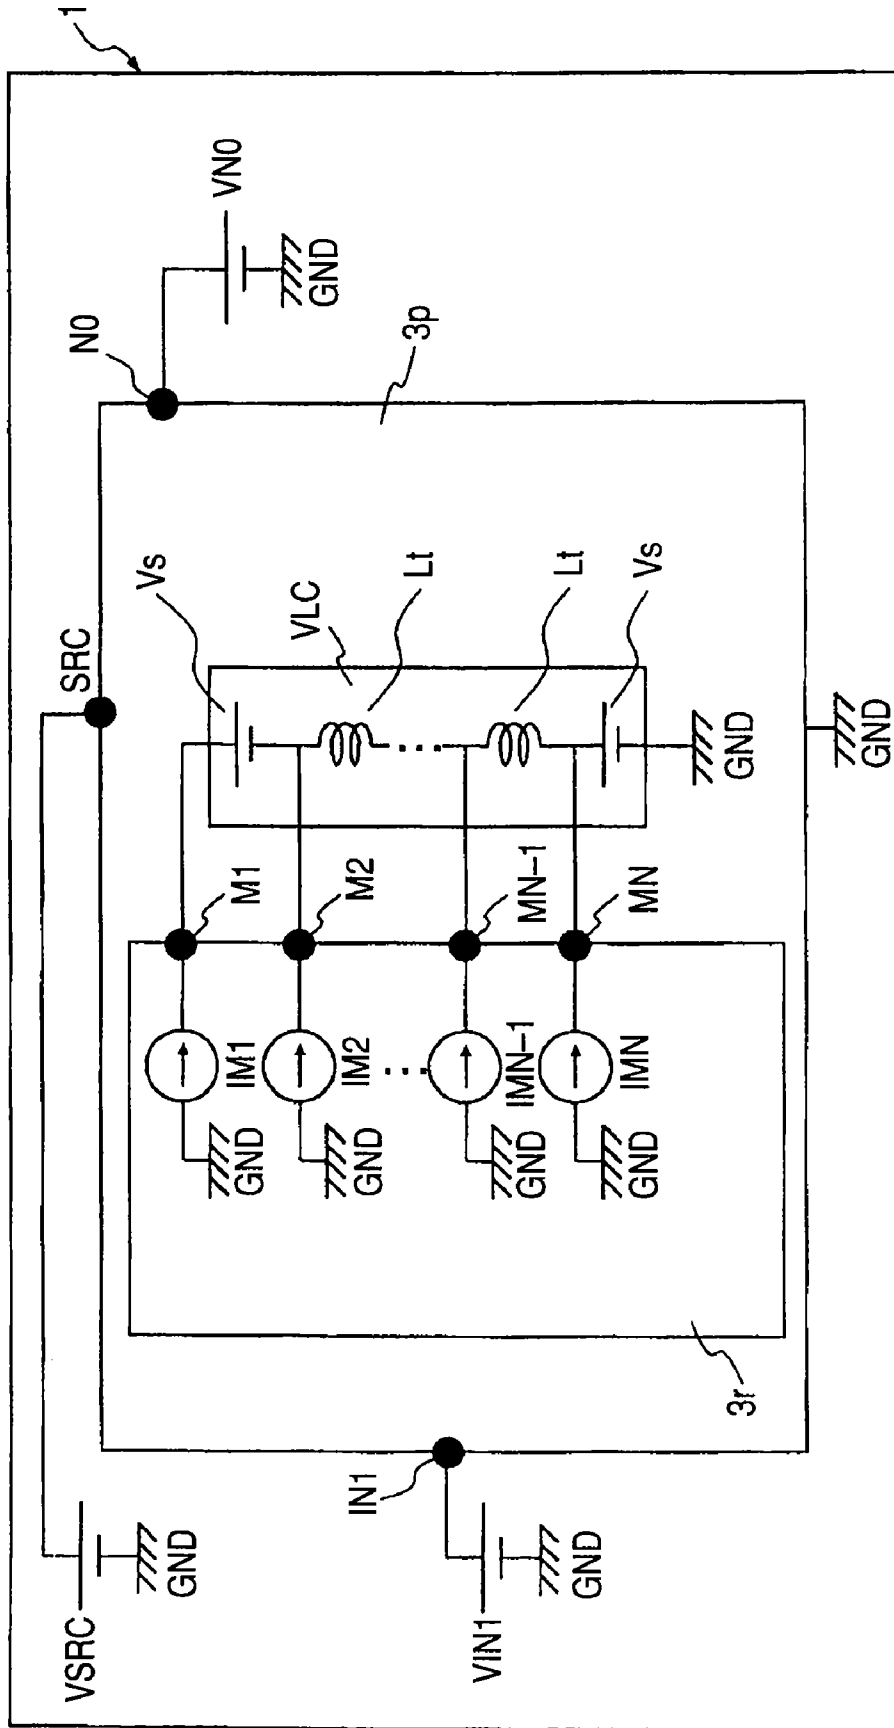 1
VSRC
SRC
N0
Vs
GND
VN0
GND
IM1
M1
VLC
GND
IN1
GND
IM2
M2
...
...
Lt
3p
VIN1
GND
IMN-1
MN-1
Lt
GND
GND
IMN
MN
Vs
3r
GND
GND